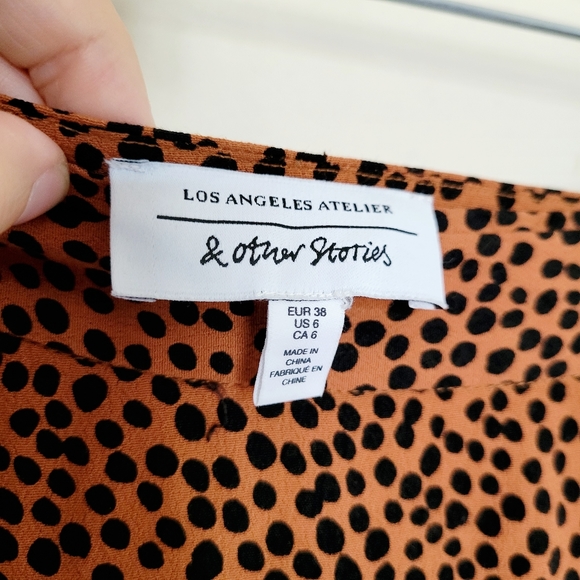 LOS ANGELES ATELIER
& Other Stories
EUR 38
US 6
CA 6
MADE IN
CHINA
FABRIQUÉ EN
CHINE